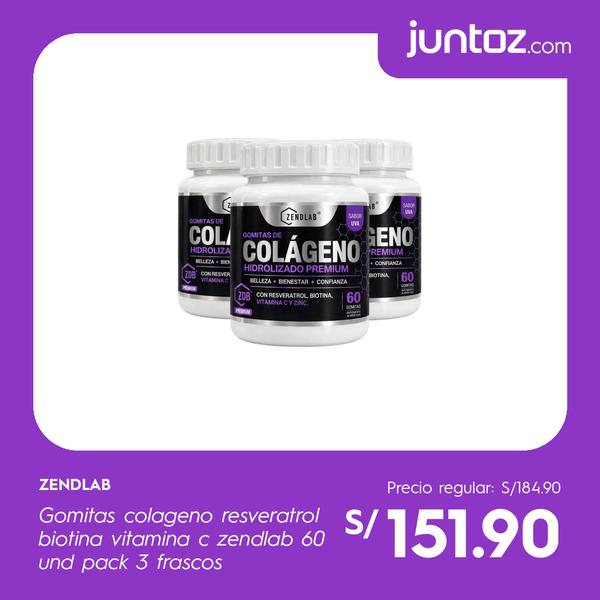 juntoz.com
ZENDLAB
SABOR
UVA
GOMITAS DE
COLÁGENO
HIDROLIZADO PREMIUM
BELLEZA + BIENESTAR + CONFIANZA
CON RESVERATROL, BIOTINA,
VITAMINA C Y ZINC.
ZDB
PREMIUM
60
GOMITAS
ZENDLAB
Gomitas colageno resveratrol
biotina vitamina c zendlab 60
und pack 3 frascos
Precio regular: S/184.90
S/151.90